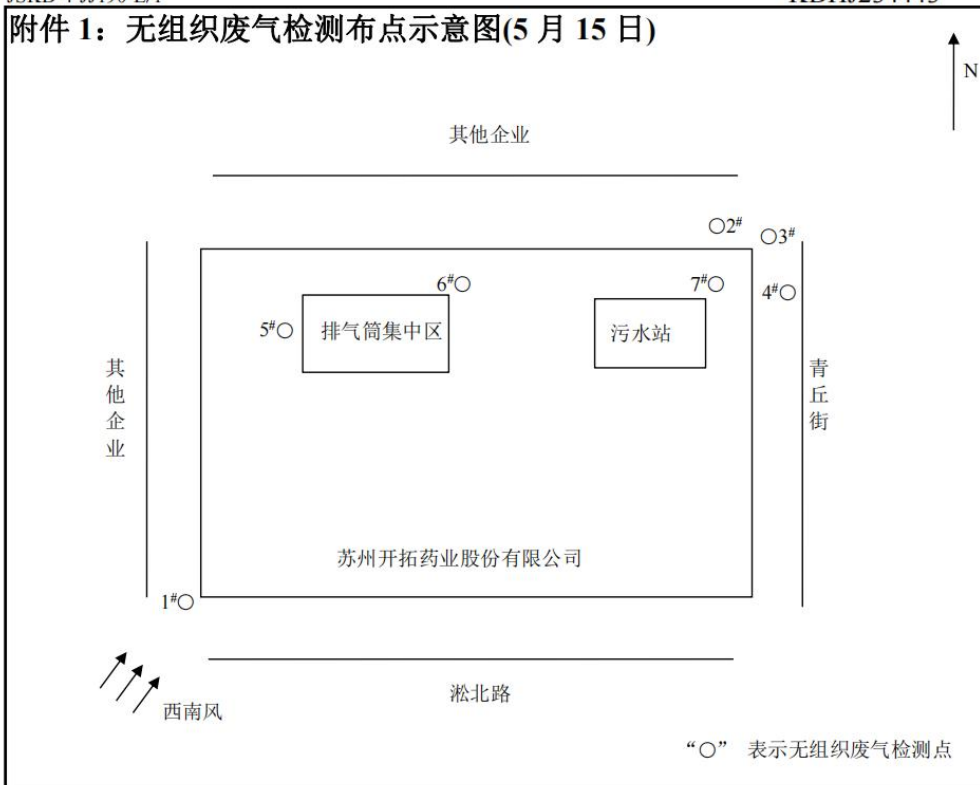 附件 1：无组织废气检测布点示意图(5 月 15 日)
N
其他企业
○2#
○3#
6#○
7#○
4#○
5#○
排气筒集中区
污水站
其他企业
青丘街
苏州开拓药业股份有限公司
1#○
西南风
淞北路
“○” 表示无组织废气检测点